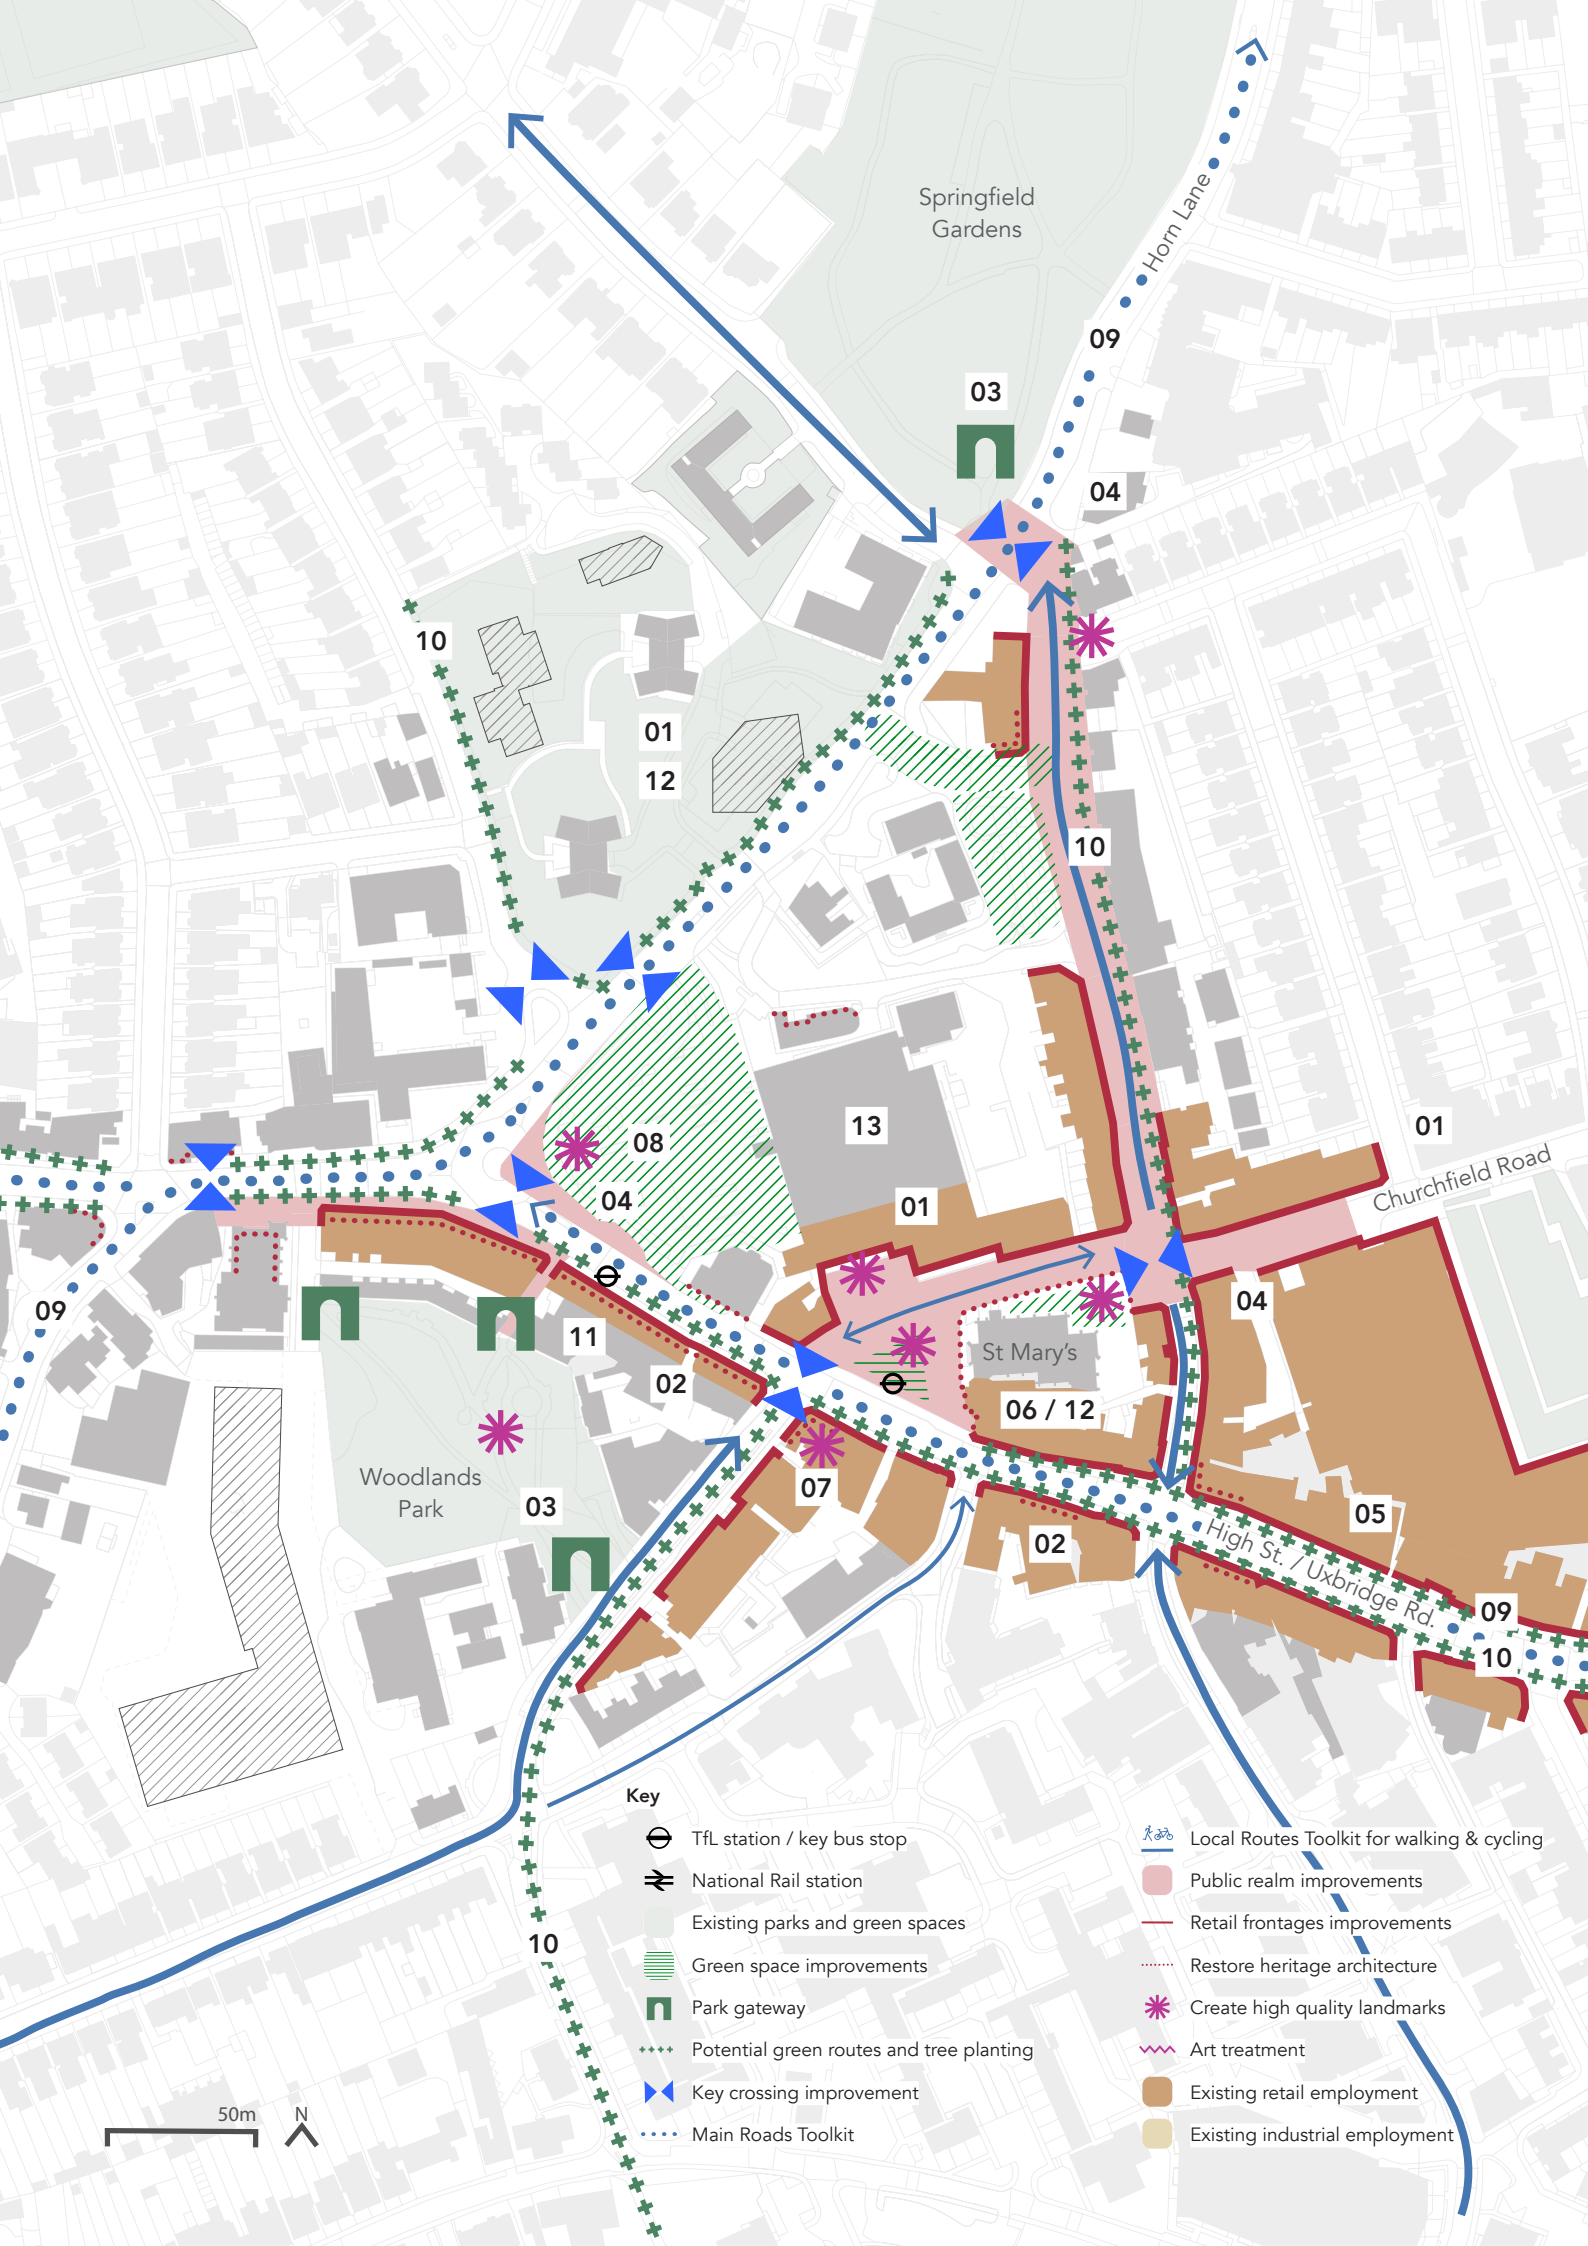 Springfield
Gardens
Horn Lane
09
03
04
10
01
12
10
13
01
Churchfield Road
08
04
01
04
09
11
St Mary's
02
06 / 12
Woodlands
Park
07
03
05
02
High St. / Uxbridge Rd.
09
10
10
Key
TfL station / key bus stop
National Rail station
Existing parks and green spaces
Green space improvements
Park gateway
Potential green routes and tree planting
Key crossing improvement
Main Roads Toolkit
Local Routes Toolkit for walking & cycling
Public realm improvements
Retail frontages improvements
Restore heritage architecture
Create high quality landmarks
Art treatment
Existing retail employment
Existing industrial employment
50m
N